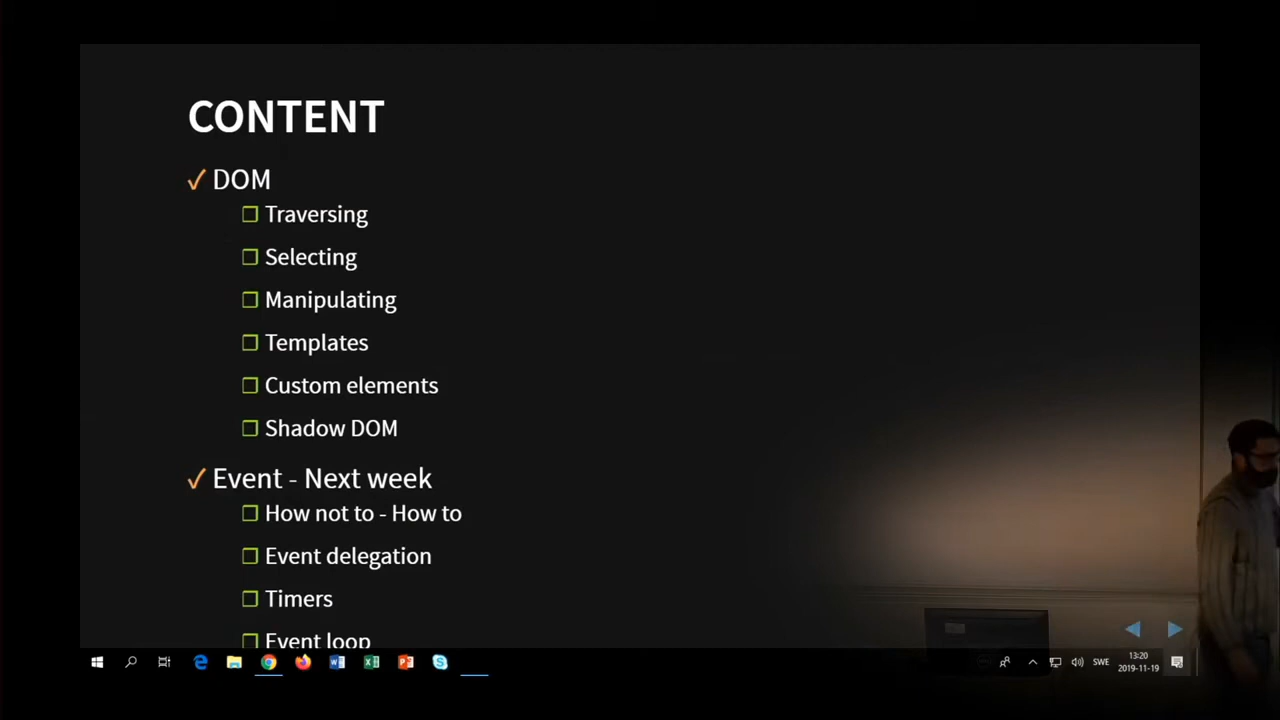 CONTENT
✓ DOM
❐ Traversing
❐ Selecting
❐ Manipulating
❐ Templates
❐ Custom elements
❐ Shadow DOM
✓ Event - Next week
❐ How not to - How to
❐ Event delegation
❐ Timers
❐ Event loop
SWE
13:20
2019-11-19